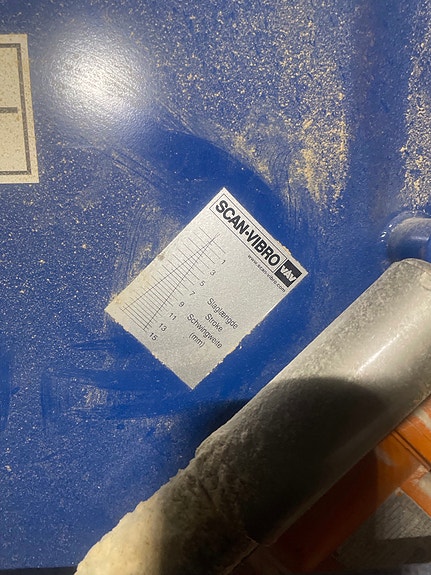 SCAN-VIBRO VAV
www.scanvibro.com
1
3
5
7
9
11
13
15
Slaglængde
Stroke
Schwingweite
(mm)